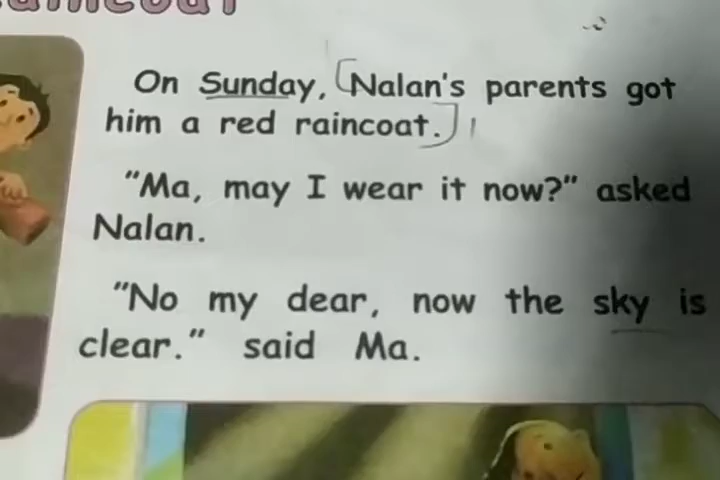 On Sunday, Nalan's parents got
him a red raincoat.
"Ma, may I wear it now?" asked
Nalan.
"No my dear, now the sky is
clear." said Ma.